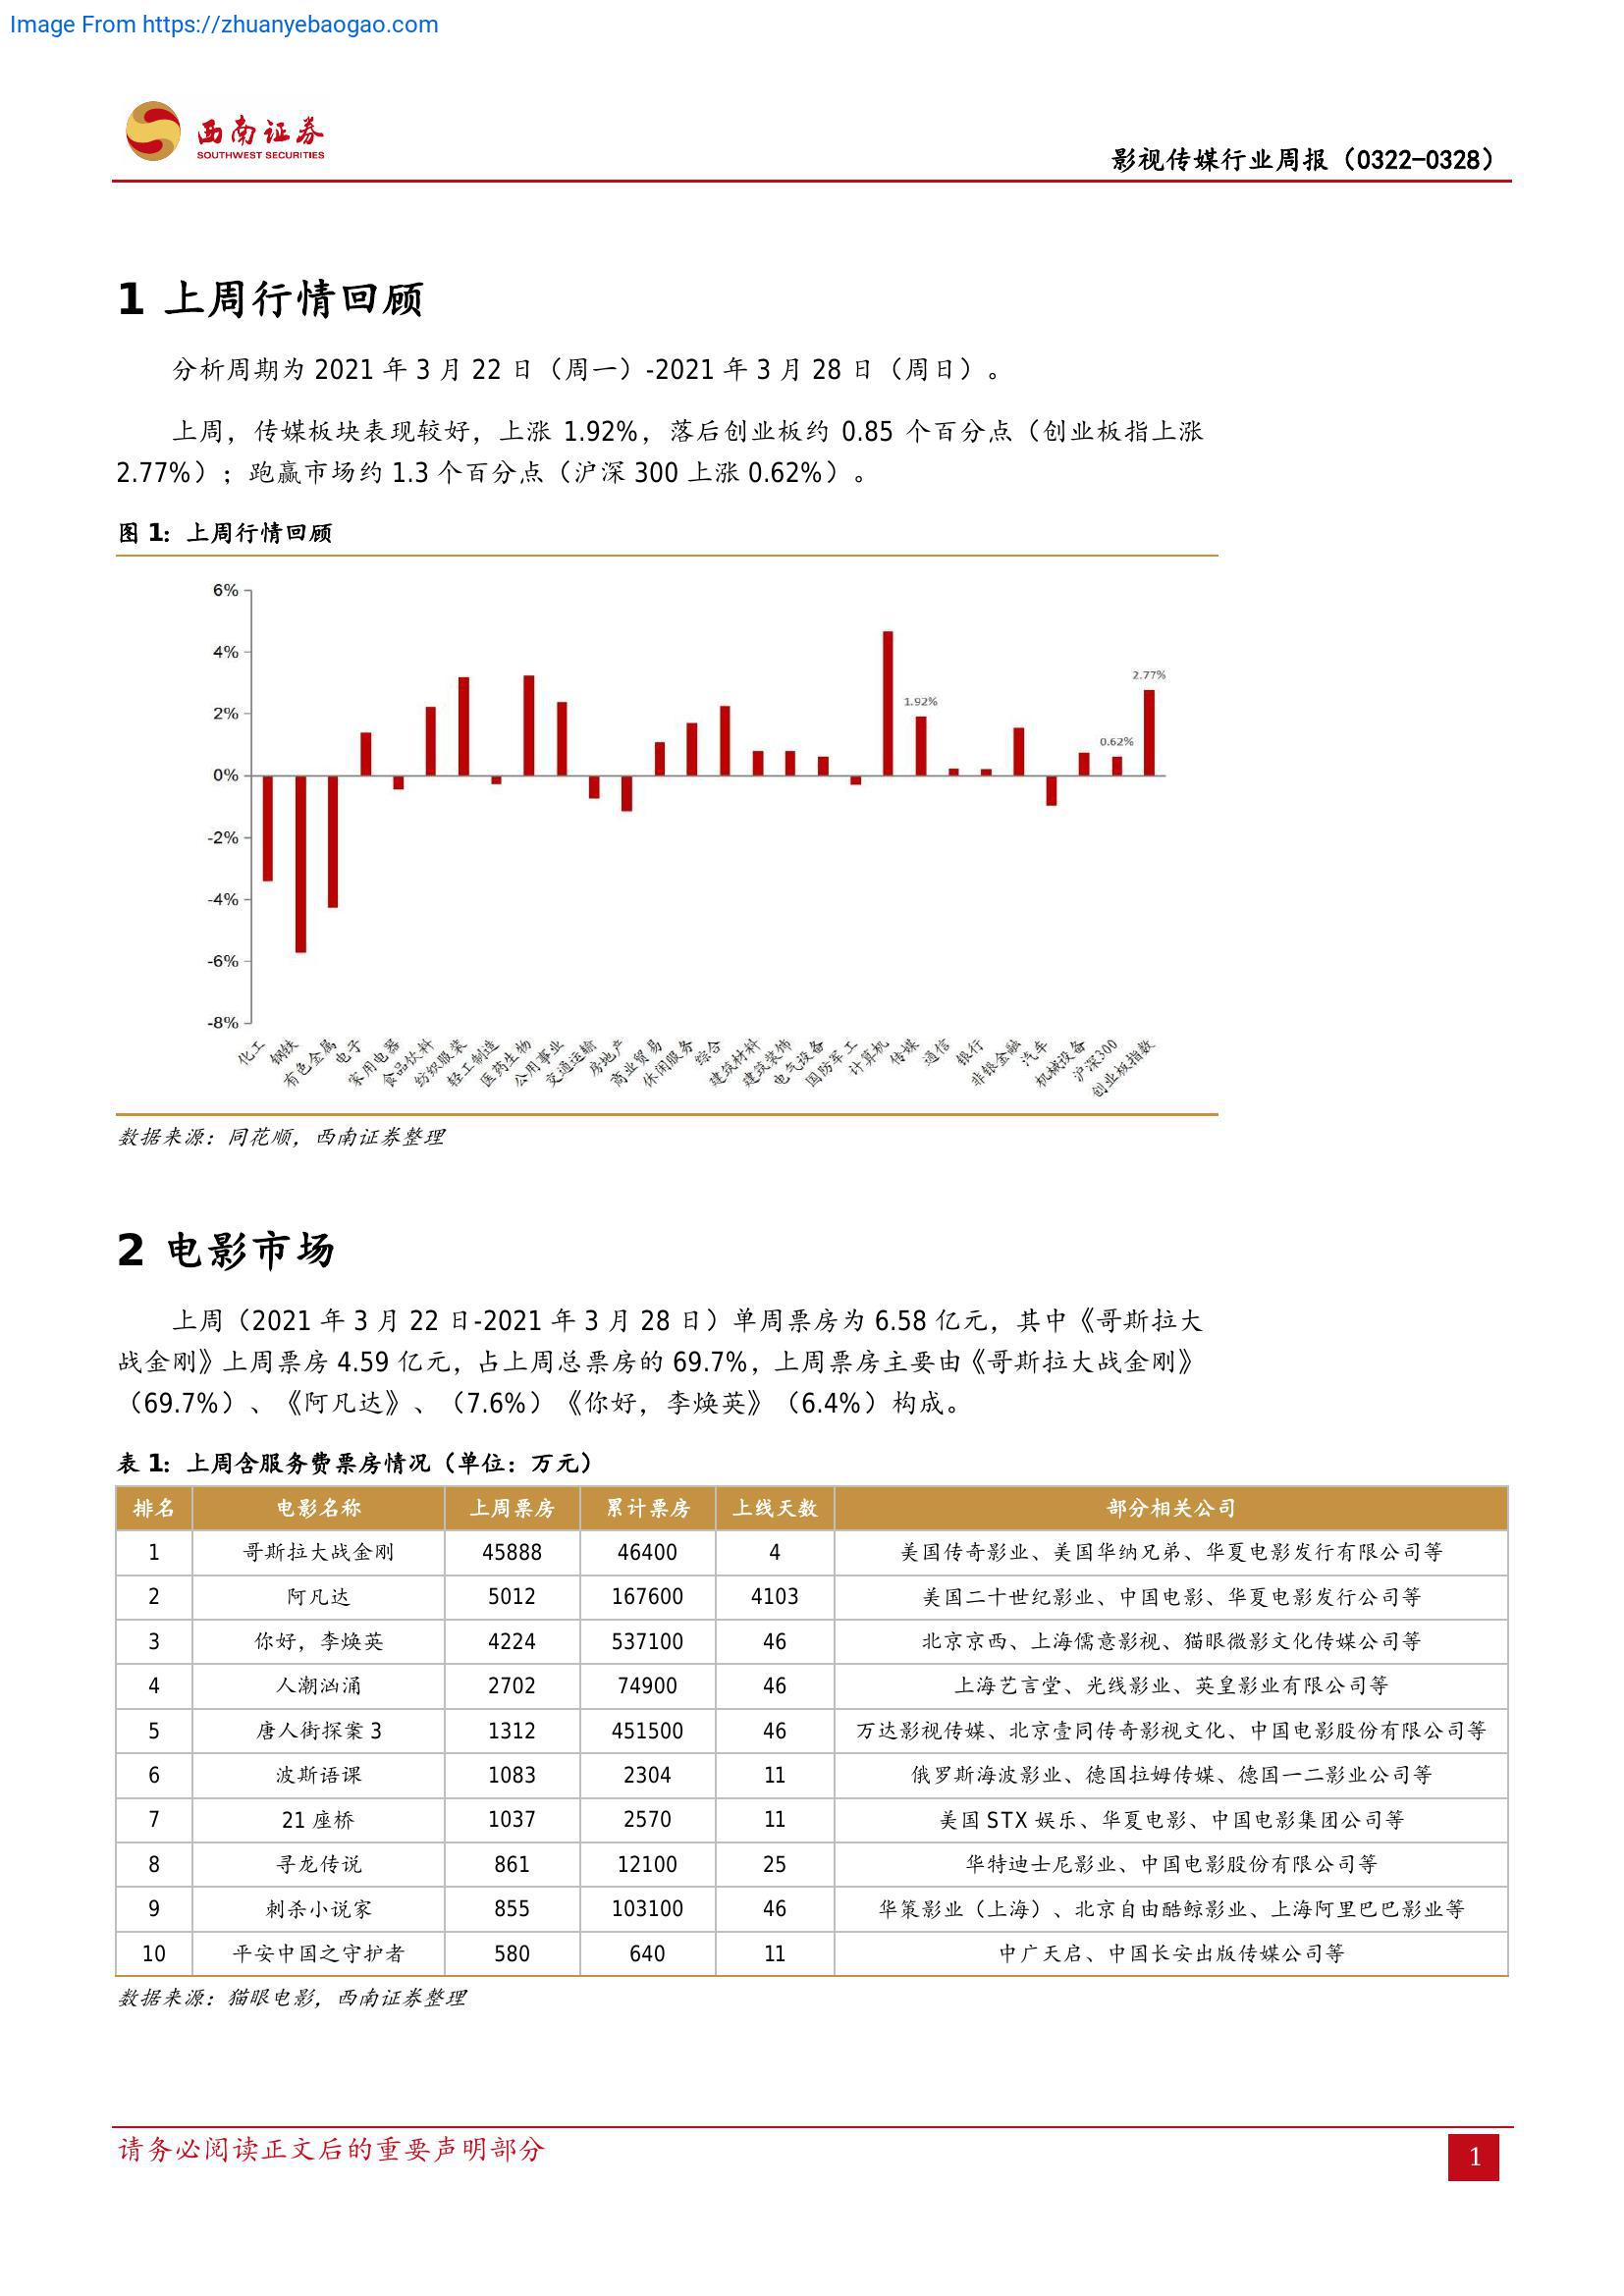 Image From https://zhuanyebaogao.com
西南证券
SOUTHWEST SECURITIES
影视传媒行业周报（0322-0328）
1 上周行情回顾
分析周期为 2021 年 3 月 22 日（周一）-2021 年 3 月 28 日（周日）。
上周，传媒板块表现较好，上涨 1.92%，落后创业板约 0.85 个百分点（创业板指上涨
2.77%）；跑赢市场约 1.3 个百分点（沪深 300 上涨 0.62%）。
图 1：上周行情回顾
6%
4%
2%
0%
-2%
-4%
-6%
-8%
1.92%
0.62%
2.77%
化工 钢铁 有色金属 电子 家用电器 食品饮料 纺织服装 轻工制造 医药生物 公用事业 交通运输 房地产 商业贸易 休闲服务 综合 建筑材料 建筑装饰 电气设备 国防军工 计算机 传媒 通信 银行 非银金融 汽车 机械设备 沪深300 创业板指数
数据来源：同花顺，西南证券整理
2 电影市场
上周（2021 年 3 月 22 日-2021 年 3 月 28 日）单周票房为 6.58 亿元，其中《哥斯拉大
战金刚》上周票房 4.59 亿元，占上周总票房的 69.7%，上周票房主要由《哥斯拉大战金刚》
（69.7%）、《阿凡达》、（7.6%）《你好，李焕英》（6.4%）构成。
表 1：上周含服务费票房情况（单位：万元）
排名 电影名称 上周票房 累计票房 上线天数 部分相关公司
1 哥斯拉大战金刚 45888 46400 4 美国传奇影业、美国华纳兄弟、华夏电影发行有限公司等
2 阿凡达 5012 167600 4103 美国二十世纪影业、中国电影、华夏电影发行公司等
3 你好，李焕英 4224 537100 46 北京京西、上海儒意影视、猫眼微影文化传媒公司等
4 人潮汹涌 2702 74900 46 上海艺言堂、光线影业、英皇影业有限公司等
5 唐人街探案 3 1312 451500 46 万达影视传媒、北京壹同传奇影视文化、中国电影股份有限公司等
6 波斯语课 1083 2304 11 俄罗斯海波影业、德国拉姆传媒、德国一二影业公司等
7 21 座桥 1037 2570 11 美国 STX 娱乐、华夏电影、中国电影集团公司等
8 寻龙传说 861 12100 25 华特迪士尼影业、中国电影股份有限公司等
9 刺杀小说家 855 103100 46 华策影业（上海）、北京自由酷鲸影业、上海阿里巴巴影业等
10 平安中国之守护者 580 640 11 中广天启、中国长安出版传媒公司等
数据来源：猫眼电影，西南证券整理
请务必阅读正文后的重要声明部分
1